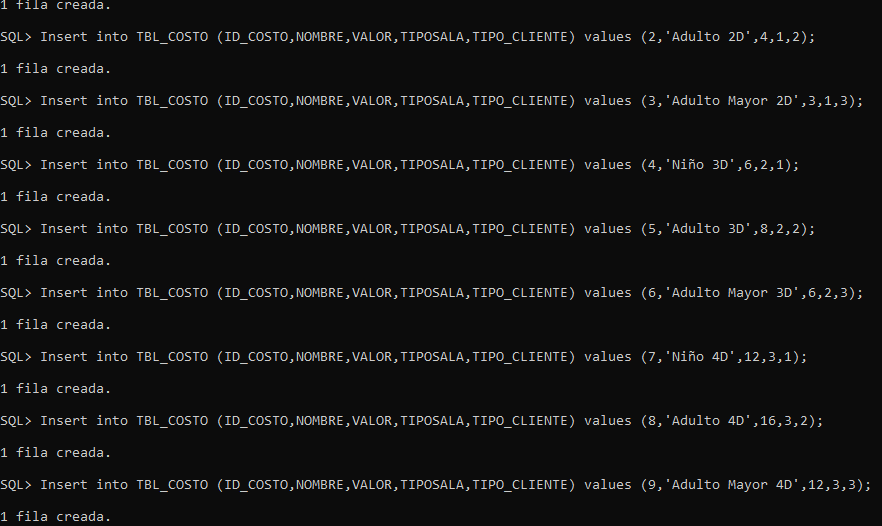 1 fila creada.
SQL> Insert into TBL_COSTO (ID_COSTO,NOMBRE,VALOR,TIPOSALA,TIPO_CLIENTE) values (2,'Adulto 2D',4,1,2);
1 fila creada.
SQL> Insert into TBL_COSTO (ID_COSTO,NOMBRE,VALOR,TIPOSALA,TIPO_CLIENTE) values (3,'Adulto Mayor 2D',3,1,3);
1 fila creada.
SQL> Insert into TBL_COSTO (ID_COSTO,NOMBRE,VALOR,TIPOSALA,TIPO_CLIENTE) values (4,'Niño 3D',6,2,1);
1 fila creada.
SQL> Insert into TBL_COSTO (ID_COSTO,NOMBRE,VALOR,TIPOSALA,TIPO_CLIENTE) values (5,'Adulto 3D',8,2,2);
1 fila creada.
SQL> Insert into TBL_COSTO (ID_COSTO,NOMBRE,VALOR,TIPOSALA,TIPO_CLIENTE) values (6,'Adulto Mayor 3D',6,2,3);
1 fila creada.
SQL> Insert into TBL_COSTO (ID_COSTO,NOMBRE,VALOR,TIPOSALA,TIPO_CLIENTE) values (7,'Niño 4D',12,3,1);
1 fila creada.
SQL> Insert into TBL_COSTO (ID_COSTO,NOMBRE,VALOR,TIPOSALA,TIPO_CLIENTE) values (8,'Adulto 4D',16,3,2);
1 fila creada.
SQL> Insert into TBL_COSTO (ID_COSTO,NOMBRE,VALOR,TIPOSALA,TIPO_CLIENTE) values (9,'Adulto Mayor 4D',12,3,3);
1 fila creada.